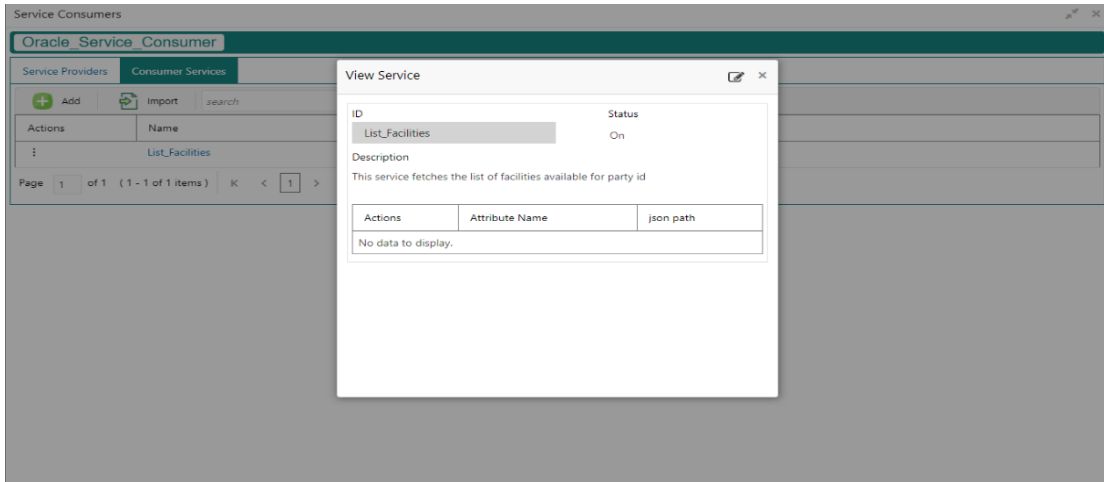 Service Consumers
Oracle_Service_Consumer
Service Providers Consumer Services
Add Import search
Actions Name
List_Facilities
Page 1 of 1 (1 - 1 of 1 items) K < 1 >
View Service
ID Status
List_Facilities On
Description
This service fetches the list of facilities available for party id
Actions Attribute Name json path
No data to display.